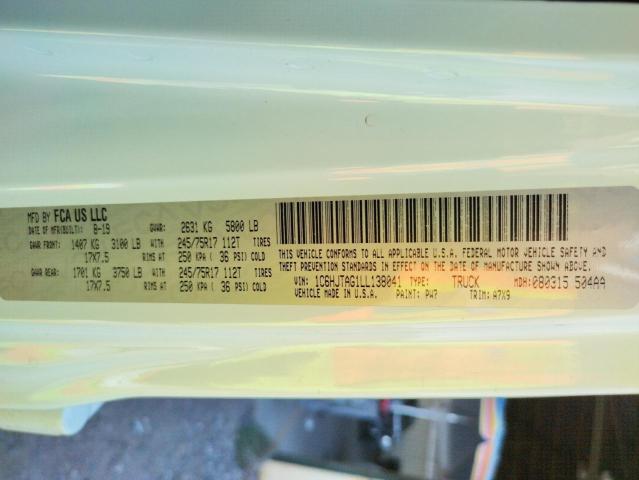 MFD BY FCA US LLC
DATE OF MFR(BUILT): 8-19 GVWR: 2631 KG 5800 LB
GAWR FRONT: 1407 KG 3100 LB WITH 245/75R17 112T TIRES
17X7.5 RIMS AT 250 KPA ( 36 PSI) COLD
GAWR REAR: 1701 KG 3750 LB WITH 245/75R17 112T TIRES
17X7.5 RIMS AT 250 KPA ( 36 PSI) COLD
THIS VEHICLE CONFORMS TO ALL APPLICABLE U.S.A. FEDERAL MOTOR VEHICLE SAFETY AND
THEFT PREVENTION STANDARDS IN EFFECT ON THE DATE OF MANUFACTURE SHOWN ABOVE.
VIN: 1C6HJTAG1LL138041 TYPE: TRUCK MDH: 080315 504AA
VEHICLE MADE IN U.S.A. PAINT: PW7 TRIM: A7X9